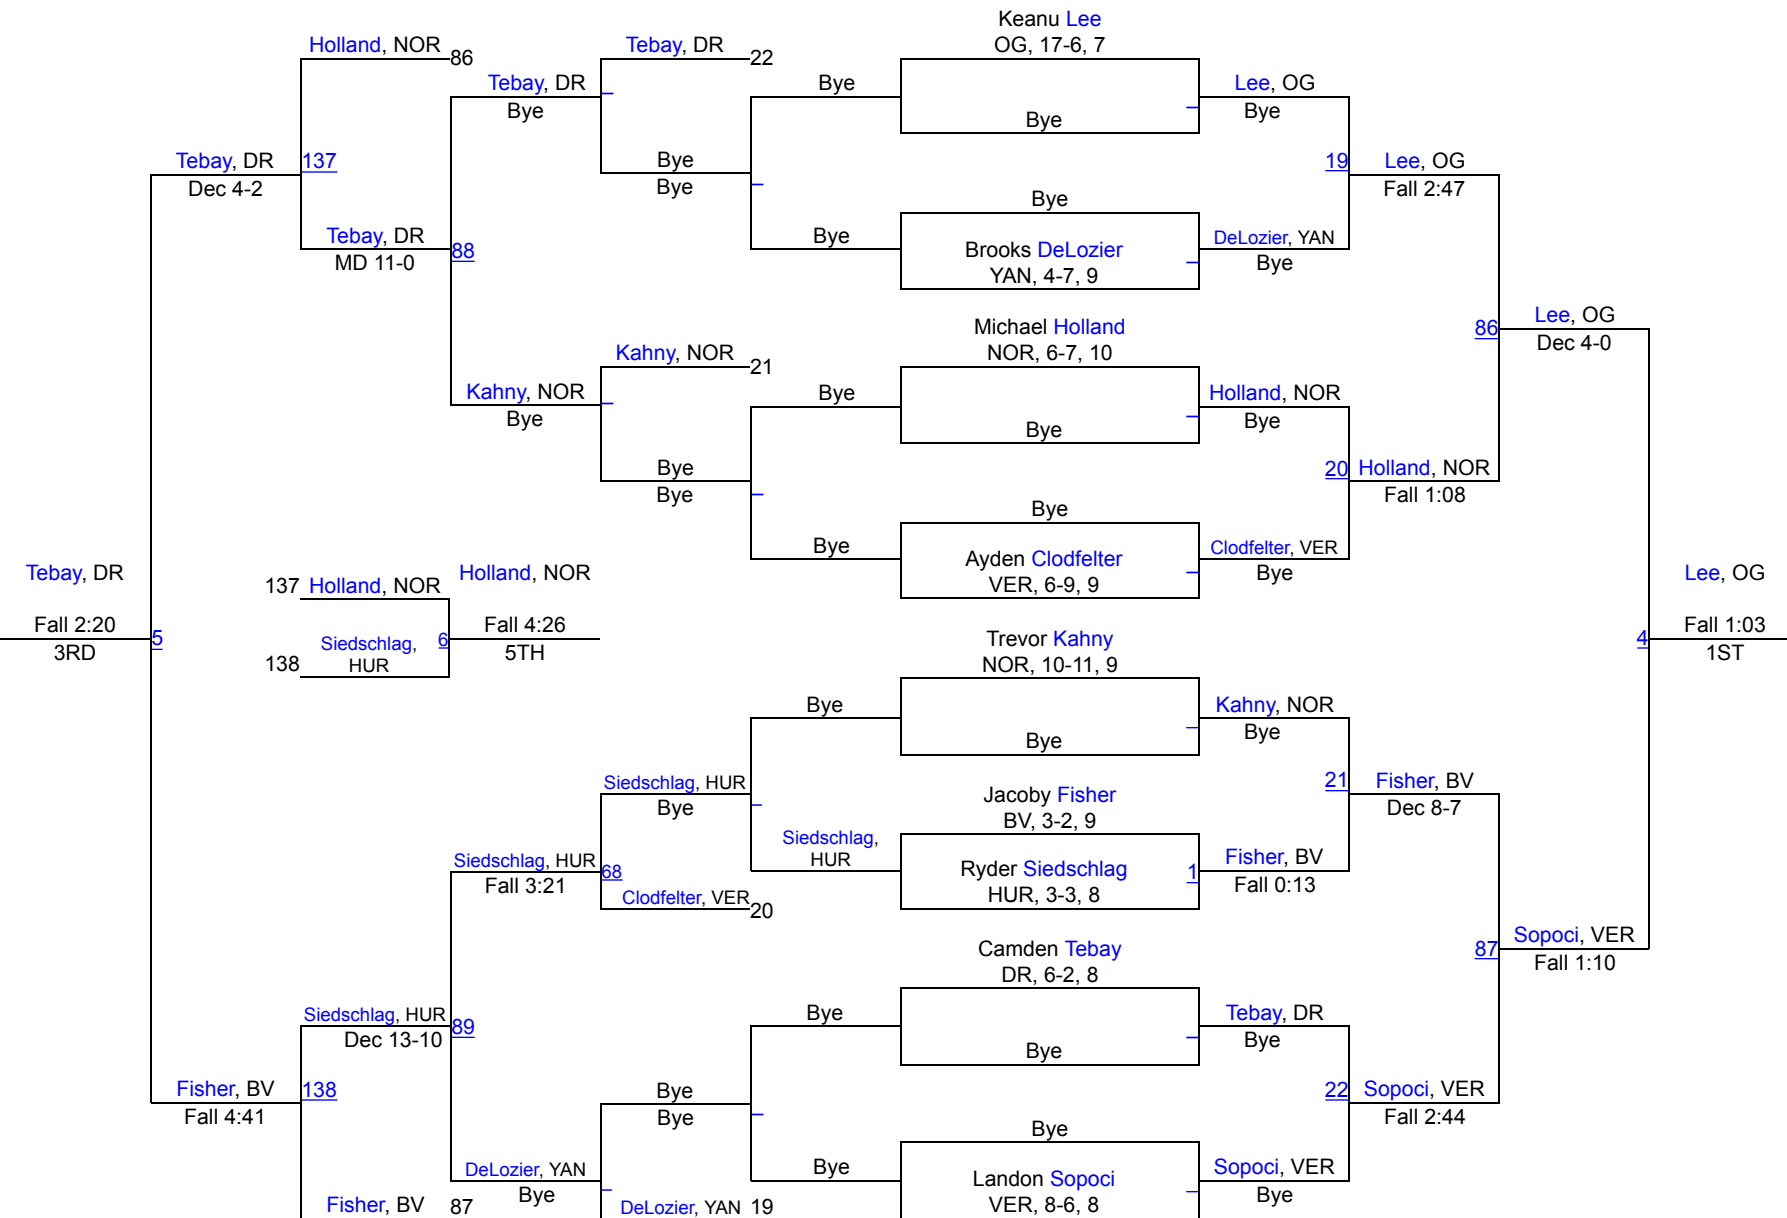 Keanu Lee
OG, 17-6, 7
Holland, NOR
86
Tebay, DR
22
Tebay, DR
Bye
Bye
Lee, OG
Bye
Bye
Tebay, DR
137
Dec 4-2
Bye
Bye
19
Lee, OG
Fall 2:47
Bye
Tebay, DR
88
MD 11-0
Bye
Brooks DeLozier
YAN, 4-7, 9
DeLozier, YAN
Bye
Michael Holland
NOR, 6-7, 10
86
Lee, OG
Dec 4-0
Kahny, NOR
21
Kahny, NOR
Bye
Bye
Holland, NOR
Bye
Bye
Bye
Bye
20
Holland, NOR
Fall 1:08
Bye
Bye
Ayden Clodfelter
VER, 6-9, 9
Clodfelter, VER
Bye
Tebay, DR
Fall 2:20
5
3RD
137
Holland, NOR
Holland, NOR
138
Siedschlag,
HUR
6
Fall 4:26
5TH
Lee, OG
4
Fall 1:03
1ST
Trevor Kahny
NOR, 10-11, 9
Bye
Kahny, NOR
Bye
Bye
Siedschlag, HUR
Bye
Jacoby Fisher
BV, 3-2, 9
21
Fisher, BV
Dec 8-7
Siedschlag,
HUR
Ryder Siedschlag
HUR, 3-3, 8
1
Fisher, BV
Fall 0:13
Siedschlag, HUR
68
Fall 3:21
Clodfelter, VER
20
Camden Tebay
DR, 6-2, 8
87
Sopoci, VER
Fall 1:10
Siedschlag, HUR
89
Dec 13-10
Bye
Tebay, DR
Bye
Bye
Fisher, BV
138
Fall 4:41
Bye
Bye
22
Sopoci, VER
Fall 2:44
Bye
DeLozier, YAN
Bye
Bye
Landon Sopoci
VER, 8-6, 8
Sopoci, VER
Bye
Fisher, BV
87
DeLozier, YAN
19